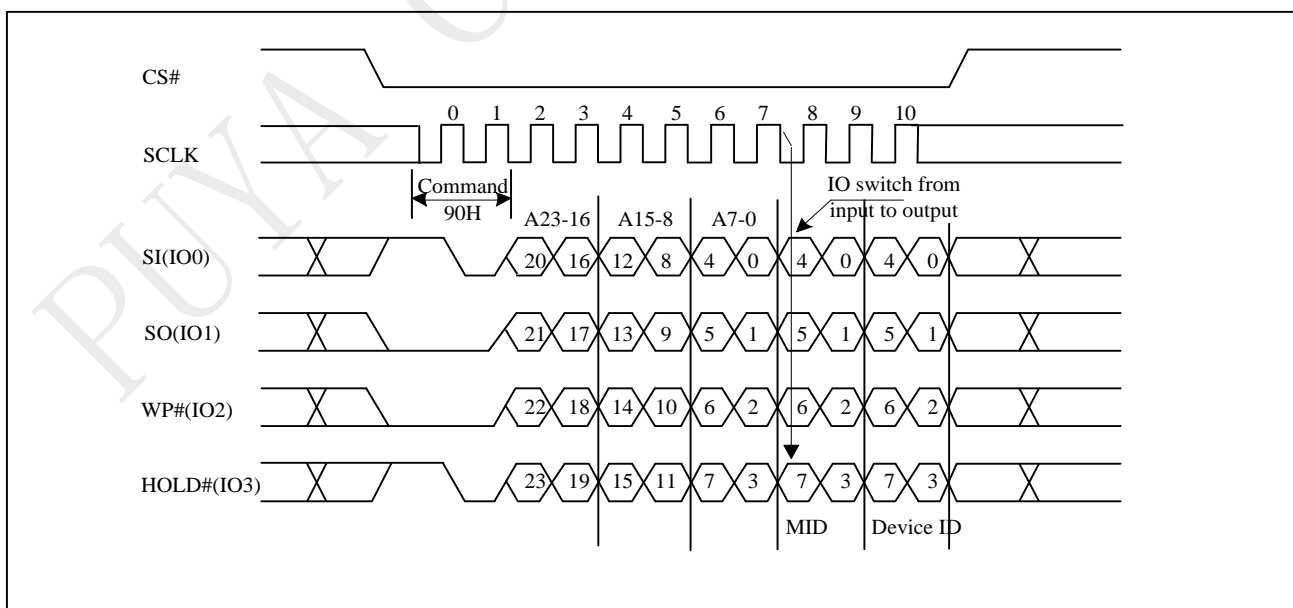 PUYA
CS#
0 1 2 3 4 5 6 7 8 9 10
SCLK
Command
90H
IO switch from
input to output
A23-16 A15-8 A7-0
SI(IO0) 20 16 12 8 4 0 4 0 4 0
SO(IO1) 21 17 13 9 5 1 5 1 5 1
WP#(IO2) 22 18 14 10 6 2 6 2 6 2
HOLD#(IO3) 23 19 15 11 7 3 7 3 7 3
MID Device ID